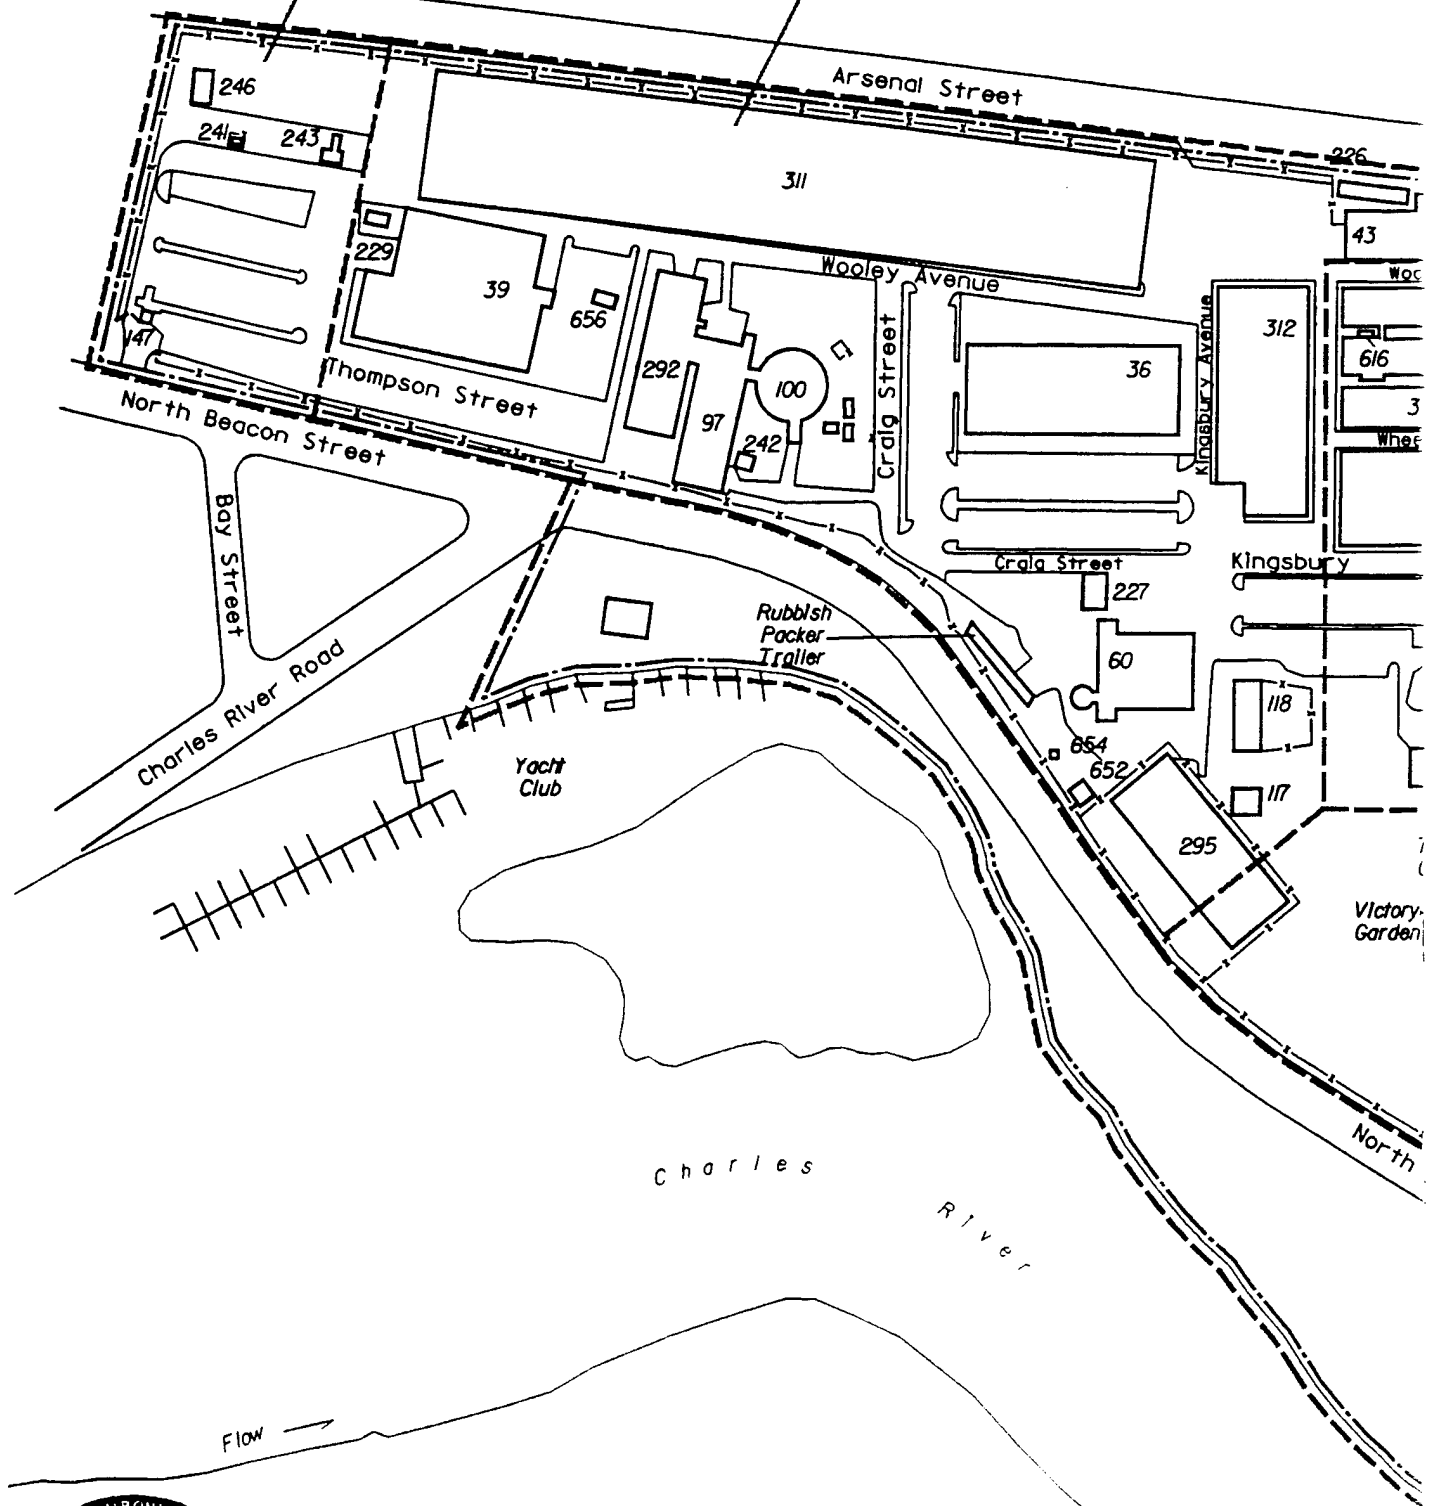 Arsenal Street
246
241
243
226
311
43
229
Wooley Avenue
39
656
Thompson Street
292
97
100
242
Craig Street
36
Kingsbury Avenue
312
616
3
North Beacon Street
Bay Street
Charles River Road
147
Craig Street
Kingsbury
227
Rubbish
Packer
Trailer
60
118
654
652
117
295
Yacht
Club
Victory
Garden
North
Charles
River
Flow